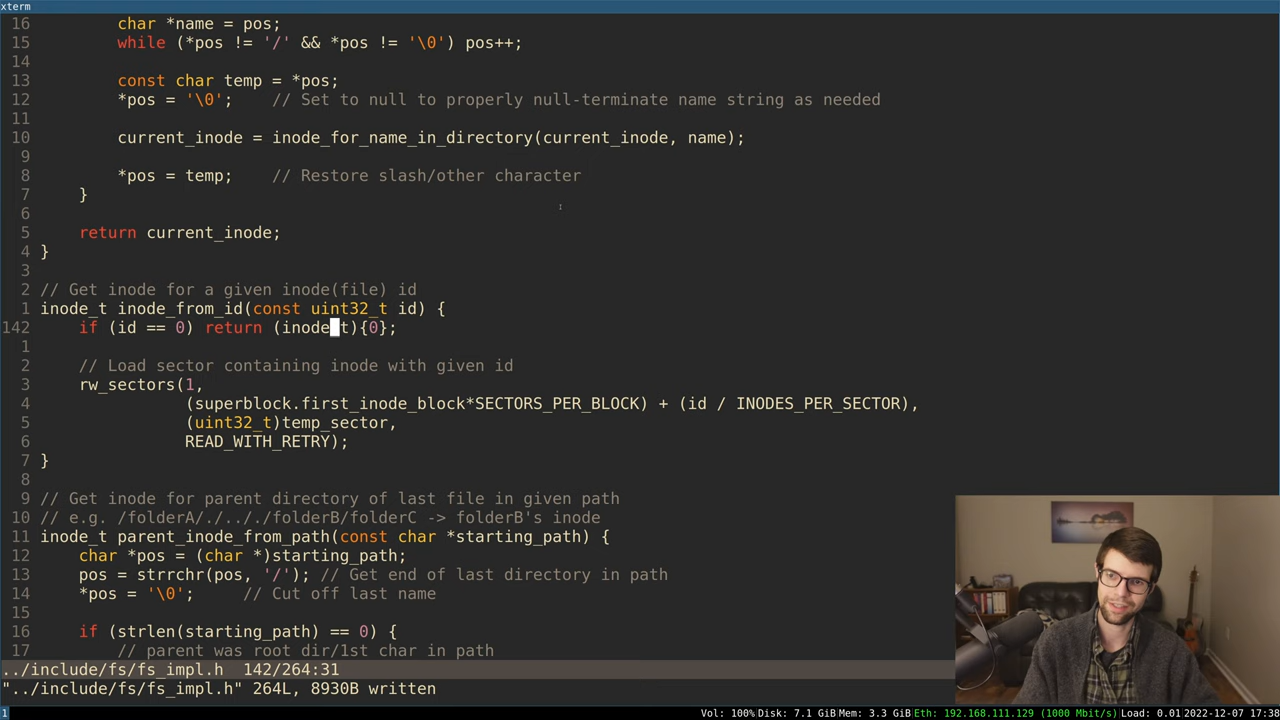 xterm
16         char *name = pos;
15         while (*pos != '/' && *pos != '\0') pos++;
14
13         const char temp = *pos;
12         *pos = '\0';    // Set to null to properly null-terminate name string as needed
11
10         current_inode = inode_for_name_in_directory(current_inode, name);
9
8         *pos = temp;    // Restore slash/other character
7     }
6
5     return current_inode;
4 }
3
2 // Get inode for a given inode(file) id
1 inode_t inode_from_id(const uint32_t id) {
142     if (id == 0) return (inode_t){0};
1
2     // Load sector containing inode with given id
3     rw_sectors(1,
4                (superblock.first_inode_block*SECTORS_PER_BLOCK) + (id / INODES_PER_SECTOR),
5                (uint32_t)temp_sector,
6                READ_WITH_RETRY);
7 }
8
9 // Get inode for parent directory of last file in given path
10 // e.g. /folderA/./.././folderB/folderC -> folderB's inode
11 inode_t parent_inode_from_path(const char *starting_path) {
12     char *pos = (char *)starting_path;
13     pos = strrchr(pos, '/'); // Get end of last directory in path
14     *pos = '\0';     // Cut off last name
15
16     if (strlen(starting_path) == 0) {
17         // parent was root dir/1st char in path
../include/fs/fs_impl.h  142/264:31
"../include/fs/fs_impl.h" 264L, 8930B written
1 Vol: 100% Disk: 7.1 GiB Mem: 3.3 GiB Eth: 192.168.111.129 (1000 Mbit/s) Load: 0.01 2022-12-07 17:38